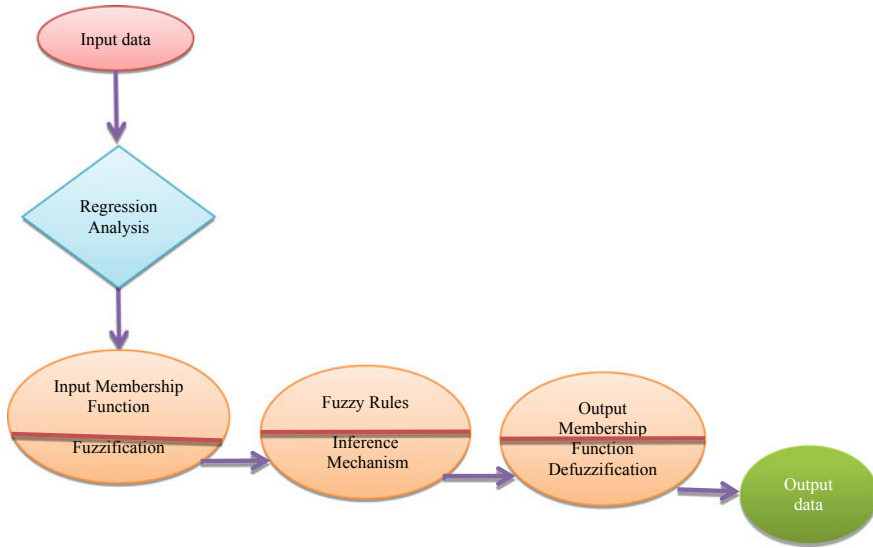 Input data
Regression
Analysis
Input Membership
Function
Fuzzification
Fuzzy Rules
Inference
Mechanism
Output
Membership
Function
Defuzzification
Output
data